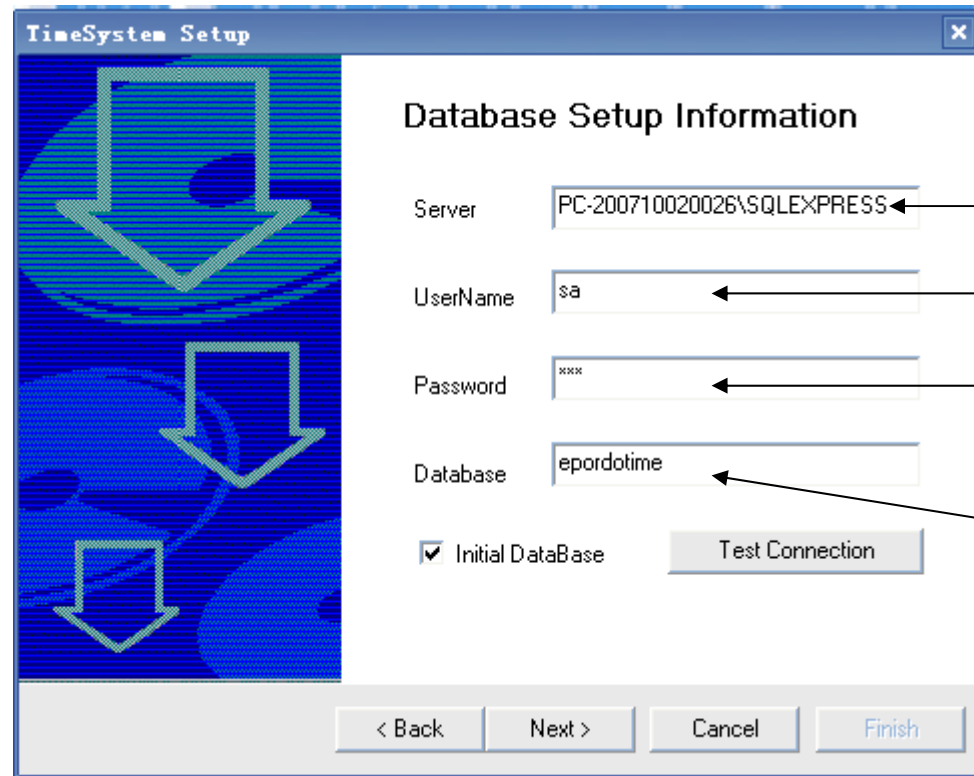 TimeSystem Setup
Database Setup Information
Server PC-200710020026\SQLEXPRESS
UserName sa
Password ***
Database epordotime
Initial DataBase Test Connection
< Back Next > Cancel Finish